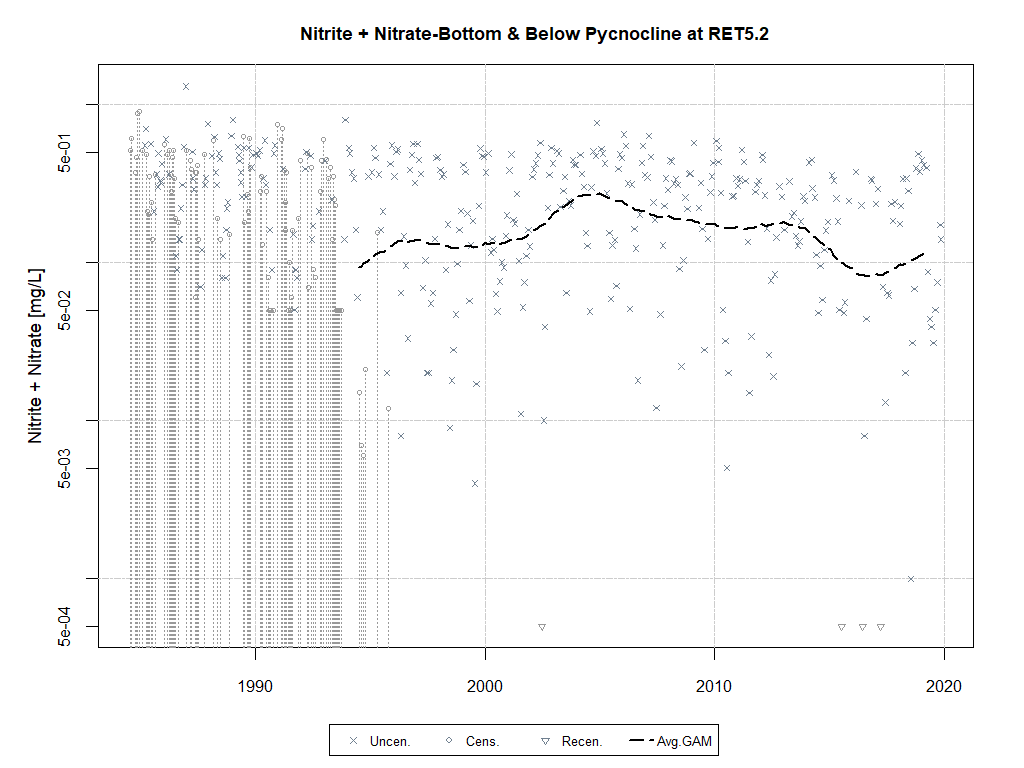 Nitrite + Nitrate-Bottom & Below Pycnocline at RET5.2
Nitrite + Nitrate [mg/L]
5e-01
5e-02
5e-03
5e-04
1990 2000 2010 2020
Uncen. Cens. Recen. Avg.GAM